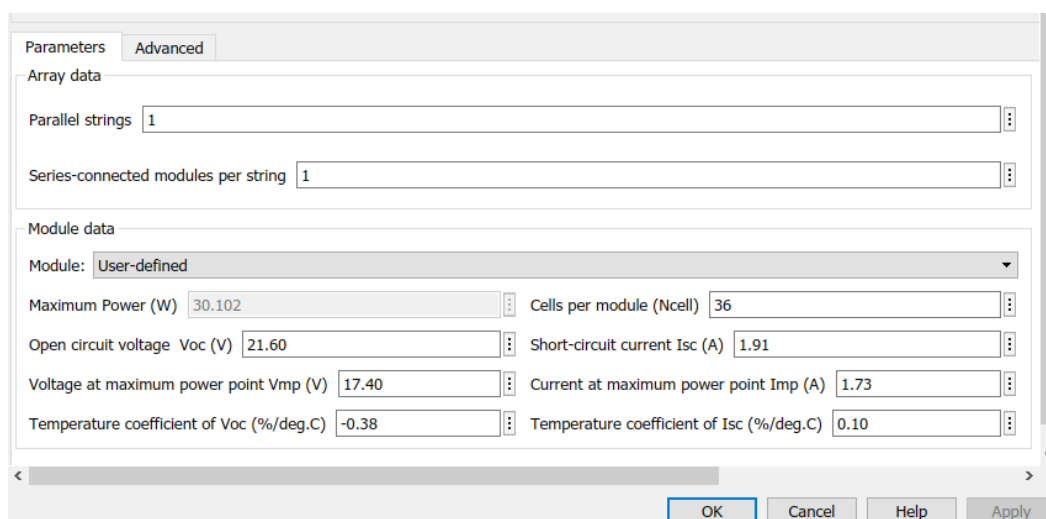 Parameters Advanced
Array data
Parallel strings 1
Series-connected modules per string 1
Module data
Module: User-defined
Maximum Power (W) 30.102 Cells per module (Ncell) 36
Open circuit voltage Voc (V) 21.60 Short-circuit current Isc (A) 1.91
Voltage at maximum power point Vmp (V) 17.40 Current at maximum power point Imp (A) 1.73
Temperature coefficient of Voc (%/deg.C) -0.38 Temperature coefficient of Isc (%/deg.C) 0.10
OK Cancel Help Apply